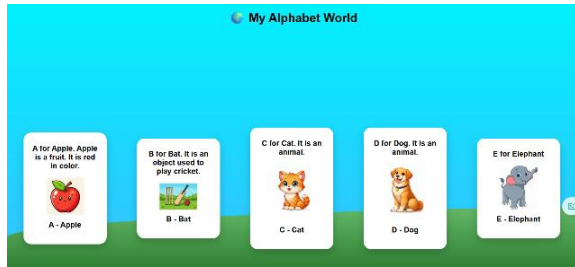 My Alphabet World
A for Apple. Apple
is a fruit. It is red
in color.
A - Apple
B for Bat. It is an
object used to
play cricket.
B - Bat
C for Cat. It is an
animal.
C - Cat
D for Dog. It is an
animal.
D - Dog
E for Elephant
E - Elephant